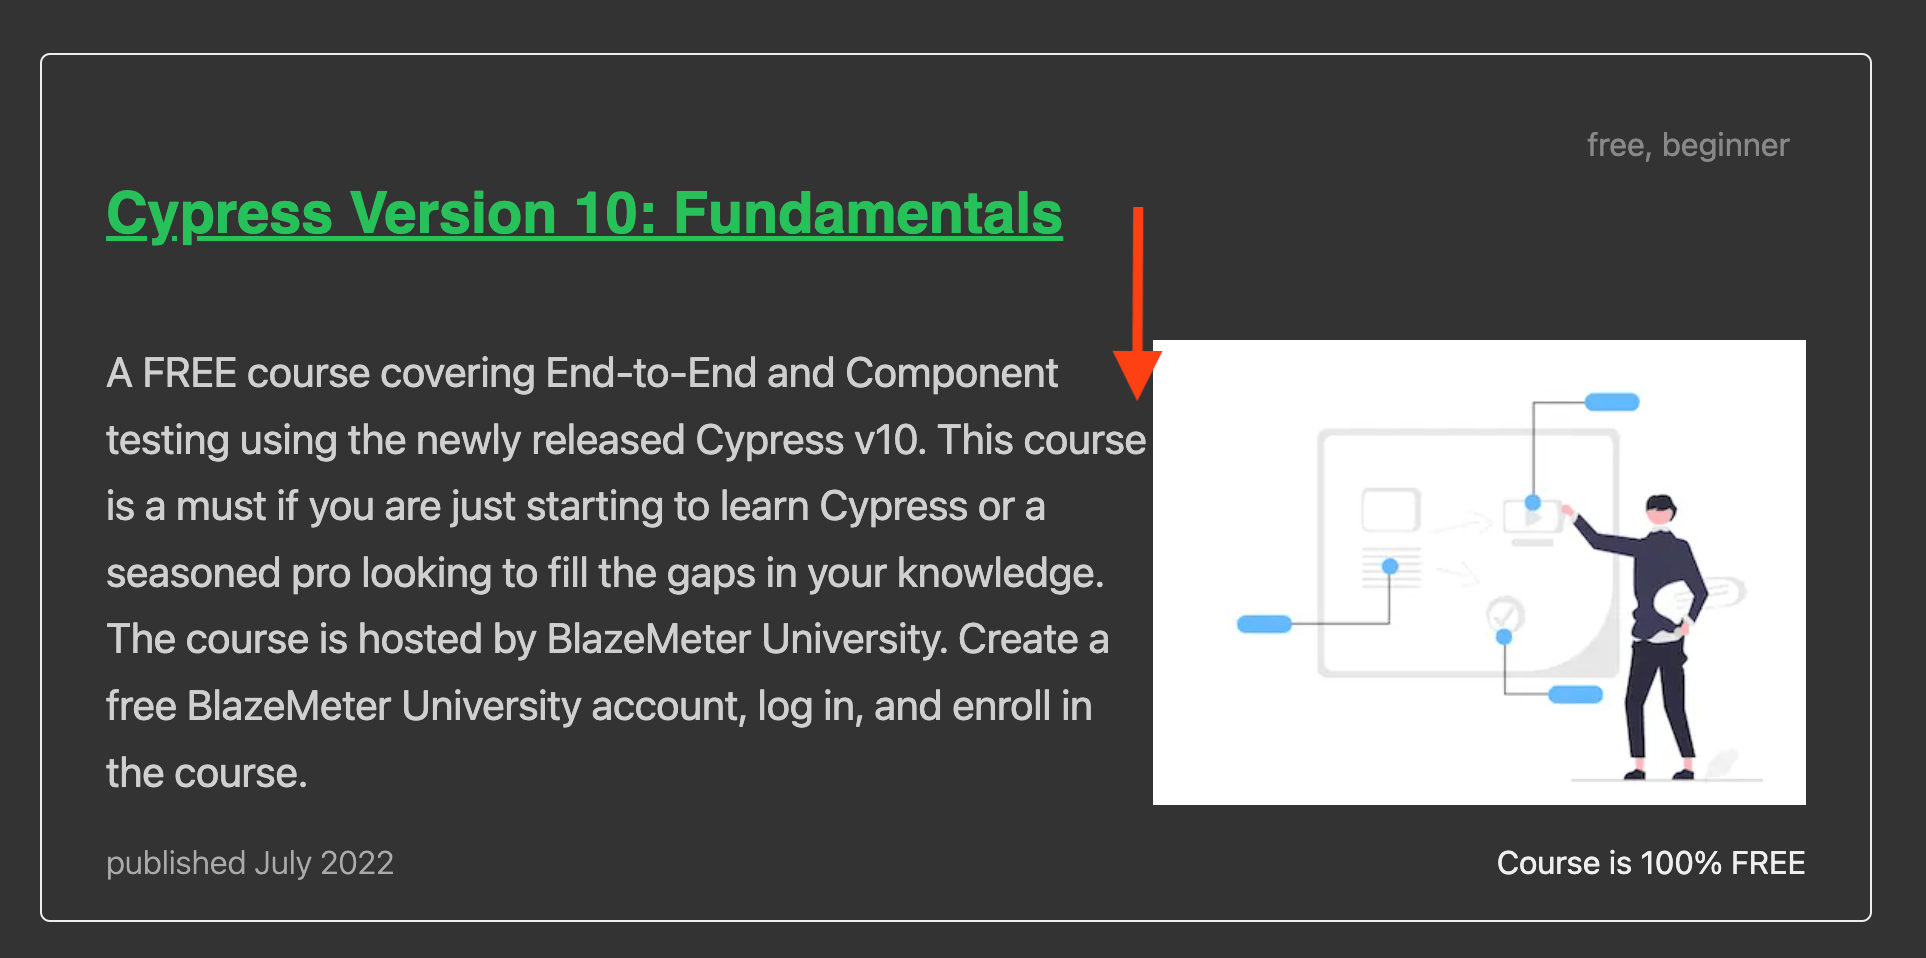 free, beginner
Cypress Version 10: Fundamentals
A FREE course covering End-to-End and Component
testing using the newly released Cypress v10. This course
is a must if you are just starting to learn Cypress or a
seasoned pro looking to fill the gaps in your knowledge.
The course is hosted by BlazeMeter University. Create a
free BlazeMeter University account, log in, and enroll in
the course.
published July 2022
Course is 100% FREE